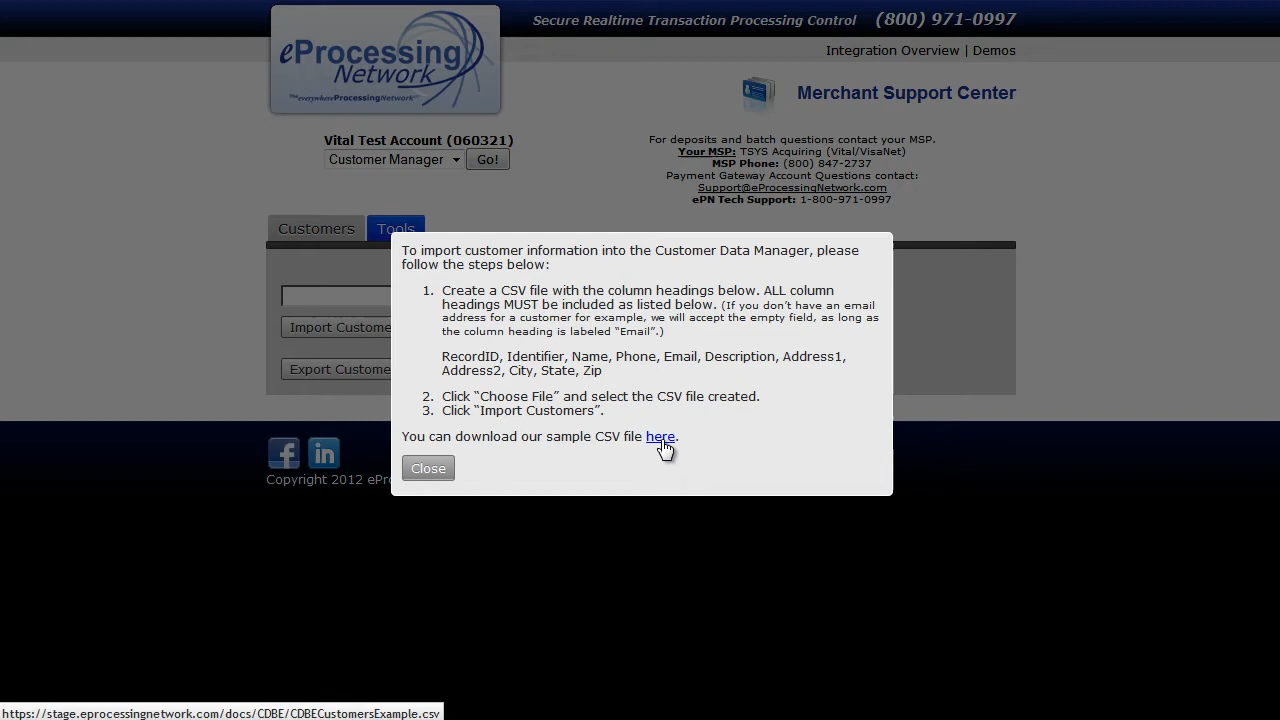 Secure Realtime Transaction Processing Control (800) 971-0997
eProcessing
Network
The everywhere Processing Network
Integration Overview | Demos
Merchant Support Center
Vital Test Account (060321)
Customer Manager Go!
For deposits and batch questions contact your MSP.
Your MSP: TSYS Acquiring (Vital/VisaNet)
MSP Phone: (800) 847-2737
Payment Gateway Account Questions contact:
Support@eProcessingNetwork.com
ePN Tech Support: 1-800-971-0997
Customers Tools
To import customer information into the Customer Data Manager, please
follow the steps below:
1. Create a CSV file with the column headings below. ALL column
headings MUST be included as listed below. (If you don’t have an email
address for a customer for example, we will accept the empty field, as long as
the column heading is labeled “Email”.)
RecordID, Identifier, Name, Phone, Email, Description, Address1,
Address2, City, State, Zip
2. Click “Choose File” and select the CSV file created.
3. Click “Import Customers”.
You can download our sample CSV file here.
Close
Import Custome
Export Custome
f in
Copyright 2012 ePro
https://stage.eprocessingnetwork.com/docs/CDBE/CDBECustomersExample.csv